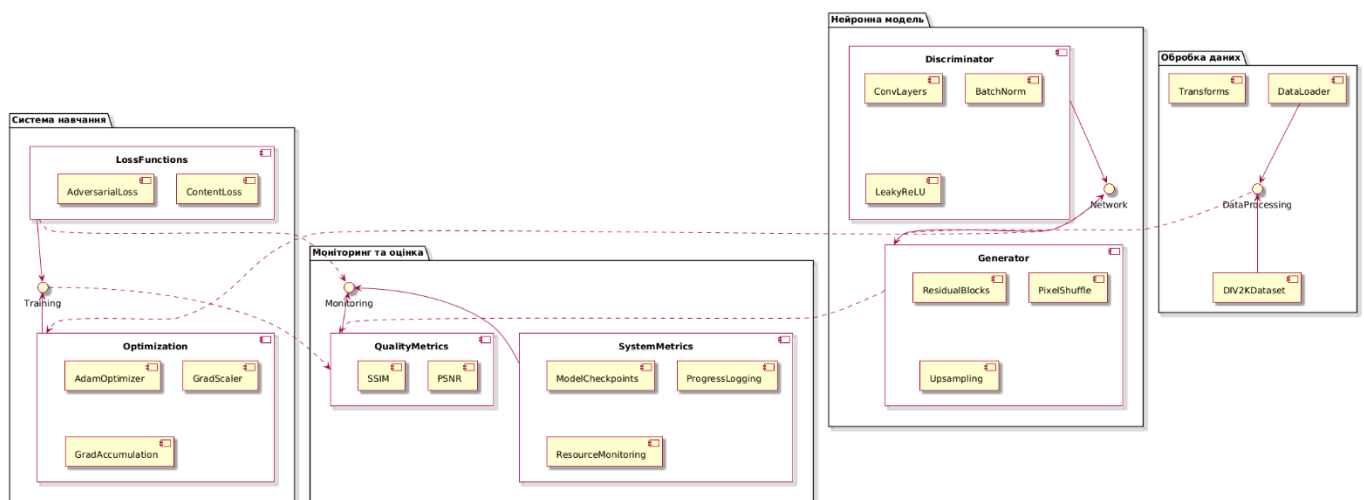 Система навчання
LossFunctions
AdversarialLoss
ContentLoss
Training
Optimization
AdamOptimizer
GradScaler
GradAccumulation
Моніторинг та оцінка
Monitoring
QualityMetrics
SSIM
PSNR
SystemMetrics
ModelCheckpoints
ProgressLogging
ResourceMonitoring
Нейронна модель
Discriminator
ConvLayers
BatchNorm
LeakyReLU
Network
Generator
ResidualBlocks
PixelShuffle
Upsampling
Обробка даних
Transforms
DataLoader
DataProcessing
DIV2KDataset